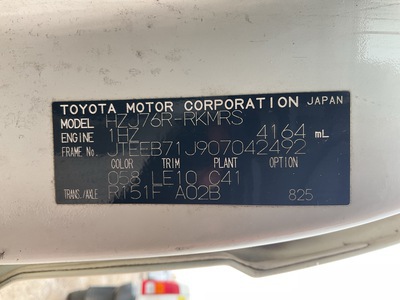 TOYOTA MOTOR CORPORATION JAPAN
MODEL HZJ76R-RKMRS
ENGINE 1HZ 4164 mL
FRAME No. JTEEB71J907042492
COLOR TRIM PLANT OPTION
058 LE10 C41
TRANS./AXLE R151F A02B 825